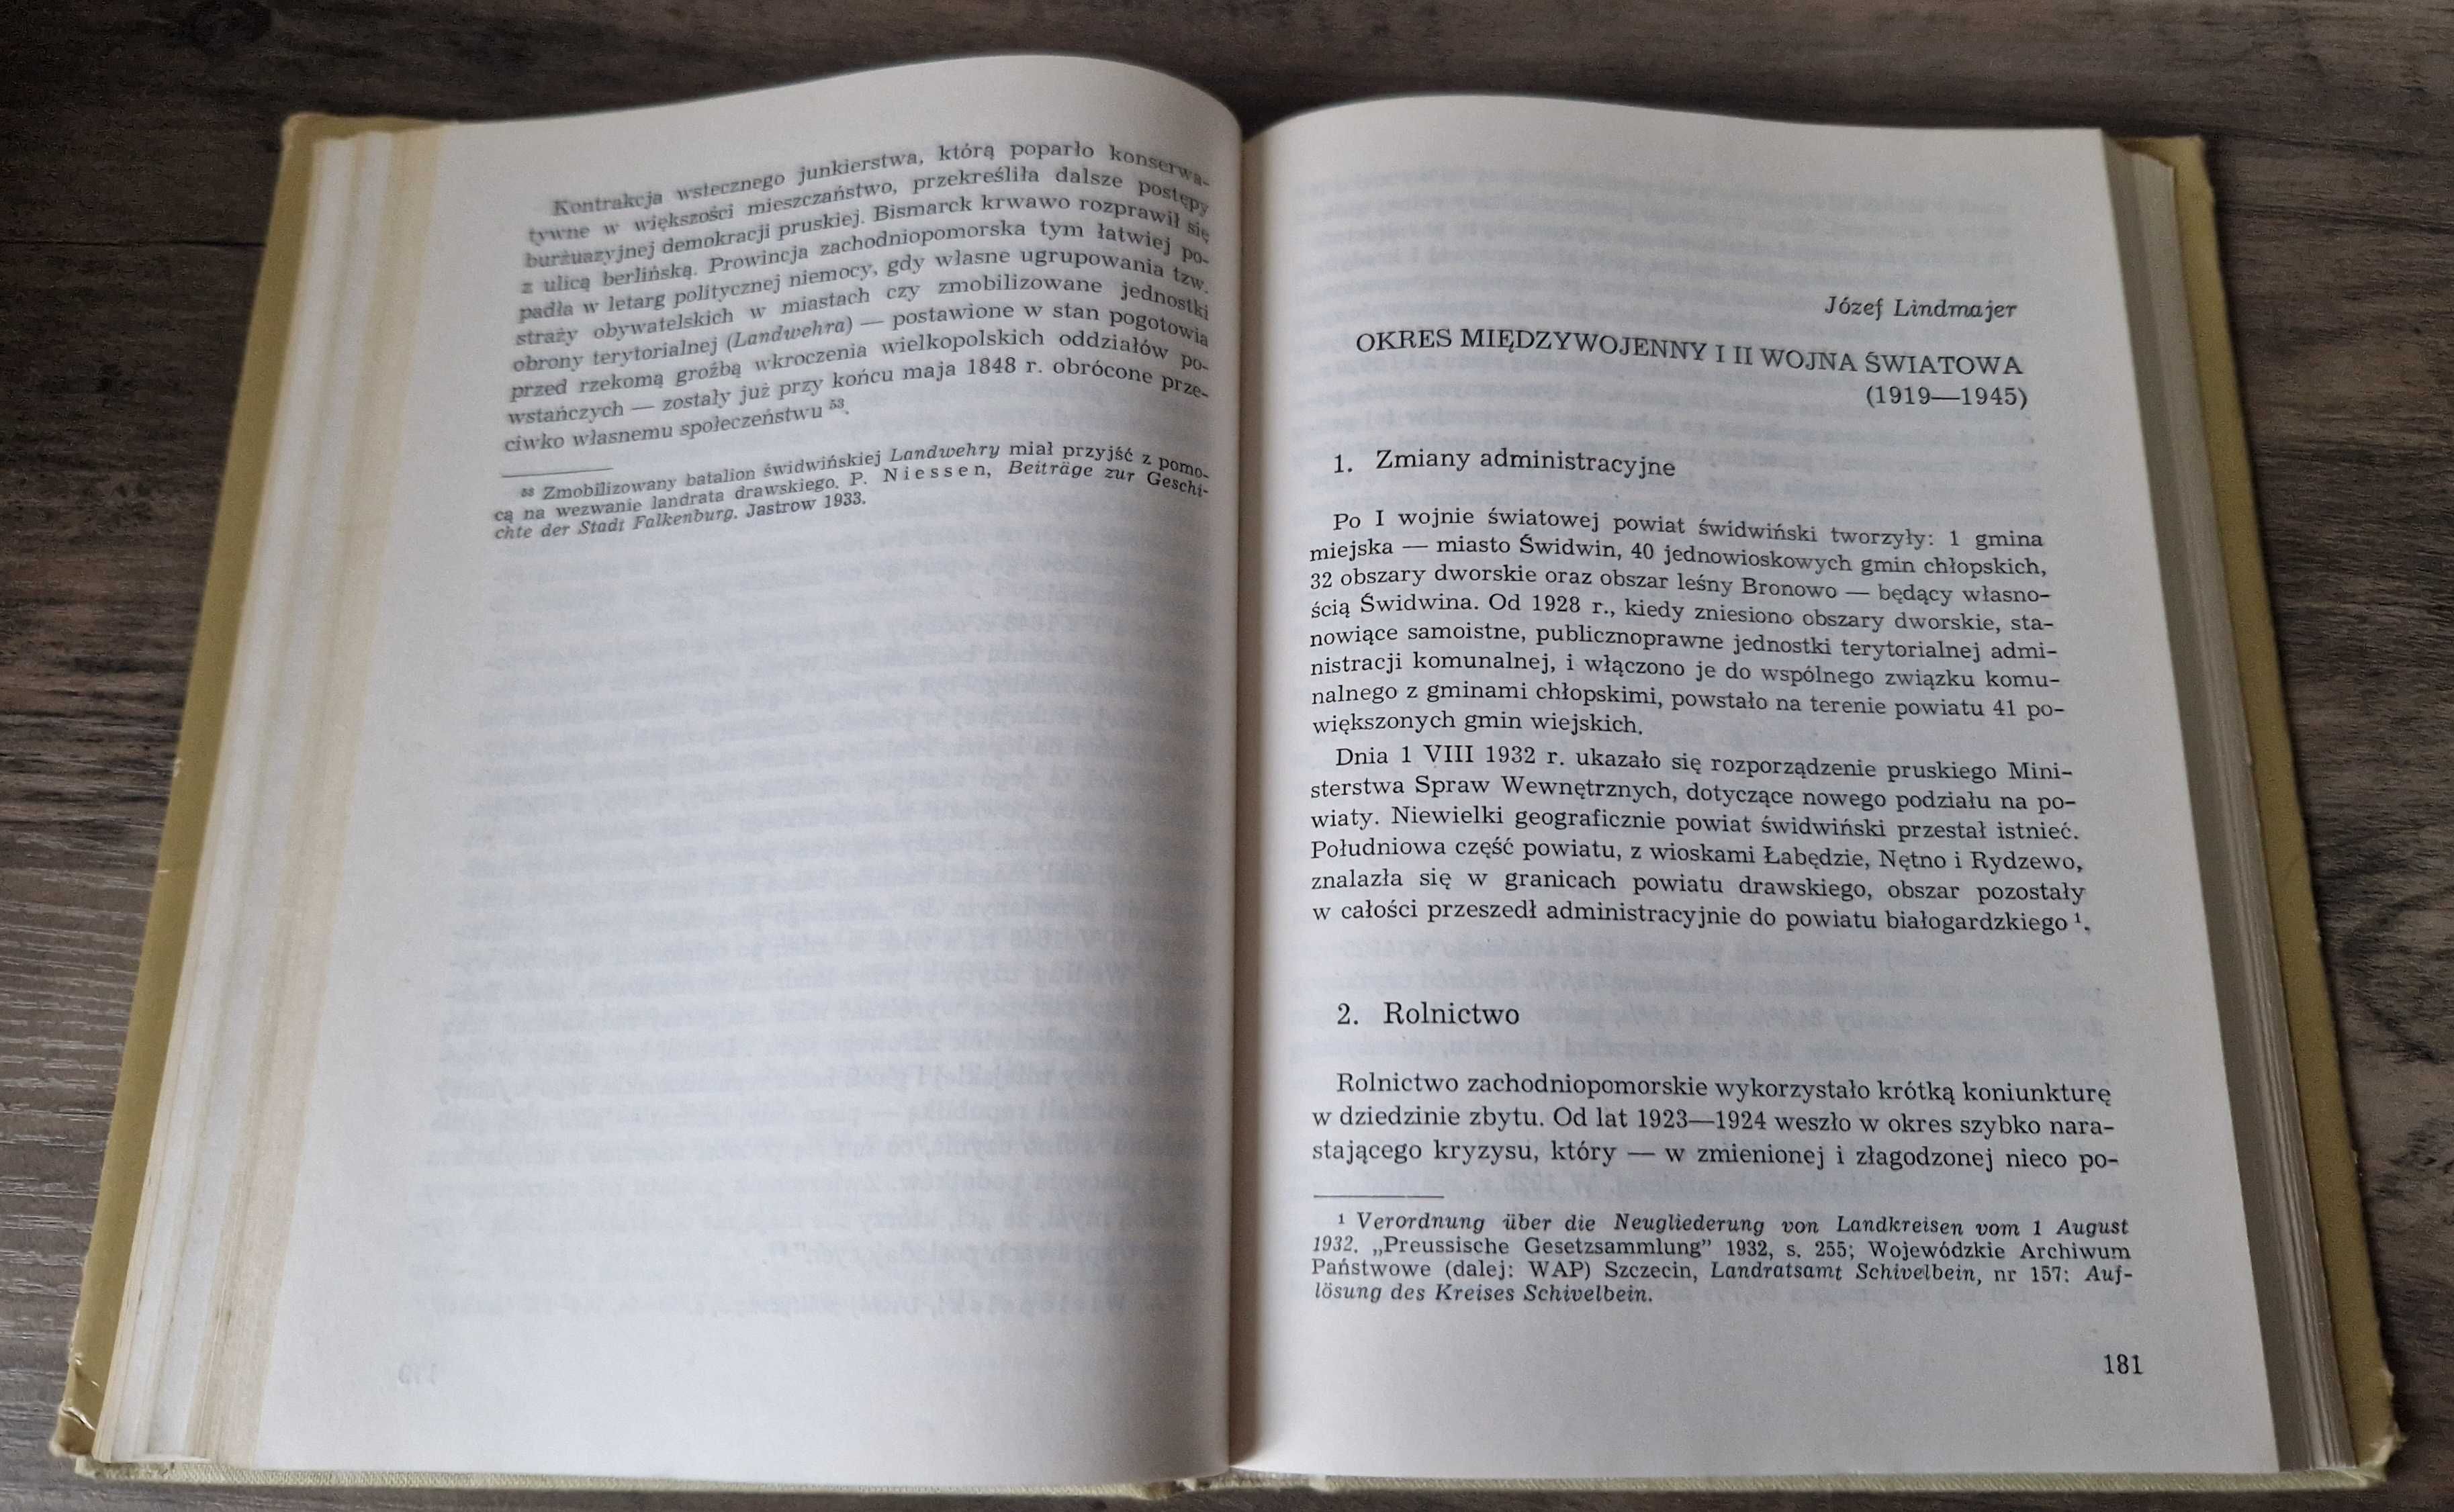 Kontrakcja wstecznego junkierstwa, którą poparło konserwa-
tywne w większości mieszczaństwo, przekreśliła dalsze postępy
burżuazyjnej demokracji pruskiej. Bismarck krwawo rozprawił się
z ulicą berlińską. Prowincja zachodniopomorska tym łatwiej po-
padła w letarg politycznej niemocy, gdy własne ugrupowania tzw.
straży obywatelskich w miastach czy zmobilizowane jednostki
obrony terytorialnej (Landwehra) — postawione w stan pogotowia
przed rzekomą groźbą wkroczenia wielkopolskich oddziałów po-
wstańczych — zostały już przy końcu maja 1848 r. obrócone prze-
ciwko własnemu społeczeństwu 53.
53 Zmobilizowany batalion świdwińskiej Landwehry miał przyjść z pomo-
cą na wezwanie landrata drawskiego. P. Niessen, Beiträge zur Geschi-
chte der Stadt Falkenburg. Jastrow 1933.
Józef Lindmajer
OKRES MIĘDZYWOJENNY I II WOJNA ŚWIATOWA
(1919—1945)
1. Zmiany administracyjne
Po I wojnie światowej powiat świdwiński tworzyły: 1 gmina
miejska — miasto Świdwin, 40 jednowioskowych gmin chłopskich,
32 obszary dworskie oraz obszar leśny Bronowo — będący własno-
ścią Świdwina. Od 1928 r., kiedy zniesiono obszary dworskie, sta-
nowiące samoistne, publicznoprawne jednostki terytorialnej admi-
nistracji komunalnej, i włączono je do wspólnego związku komu-
nalnego z gminami chłopskimi, powstało na terenie powiatu 41 po-
większonych gmin wiejskich.
Dnia 1 VIII 1932 r. ukazało się rozporządzenie pruskiego Mini-
sterstwa Spraw Wewnętrznych, dotyczące nowego podziału na po-
wiaty. Niewielki geograficznie powiat świdwiński przestał istnieć.
Południowa część powiatu, z wioskami Łabędzie, Nętno i Rydzewo,
znalazła się w granicach powiatu drawskiego, obszar pozostały
w całości przeszedł administracyjnie do powiatu białogardzkiego 1.
2. Rolnictwo
Rolnictwo zachodniopomorskie wykorzystało krótką koniunkturę
w dziedzinie zbytu. Od lat 1923—1924 weszło w okres szybko nara-
stającego kryzysu, który — w zmienionej i złagodzonej nieco po-
1 Verordnung über die Neugliederung von Landkreisen vom 1 August
1932. „Preussische Gesetzsammlung” 1932, s. 255; Wojewódzkie Archiwum
Państwowe (dalej: WAP) Szczecin, Landratsamt Schivelbein, nr 157: Auf-
lösung des Kreises Schivelbein.
181